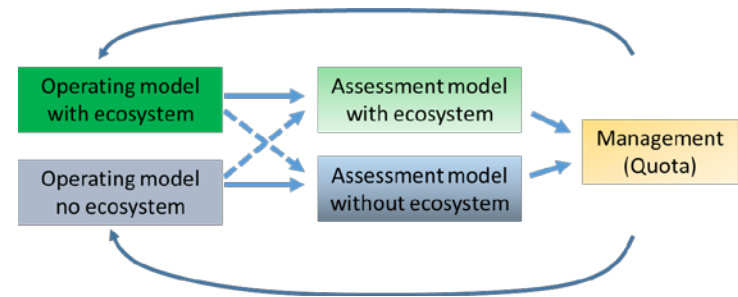 Operating model
with ecosystem
Assessment model
with ecosystem
Management
(Quota)
Operating model
no ecosystem
Assessment model
without ecosystem